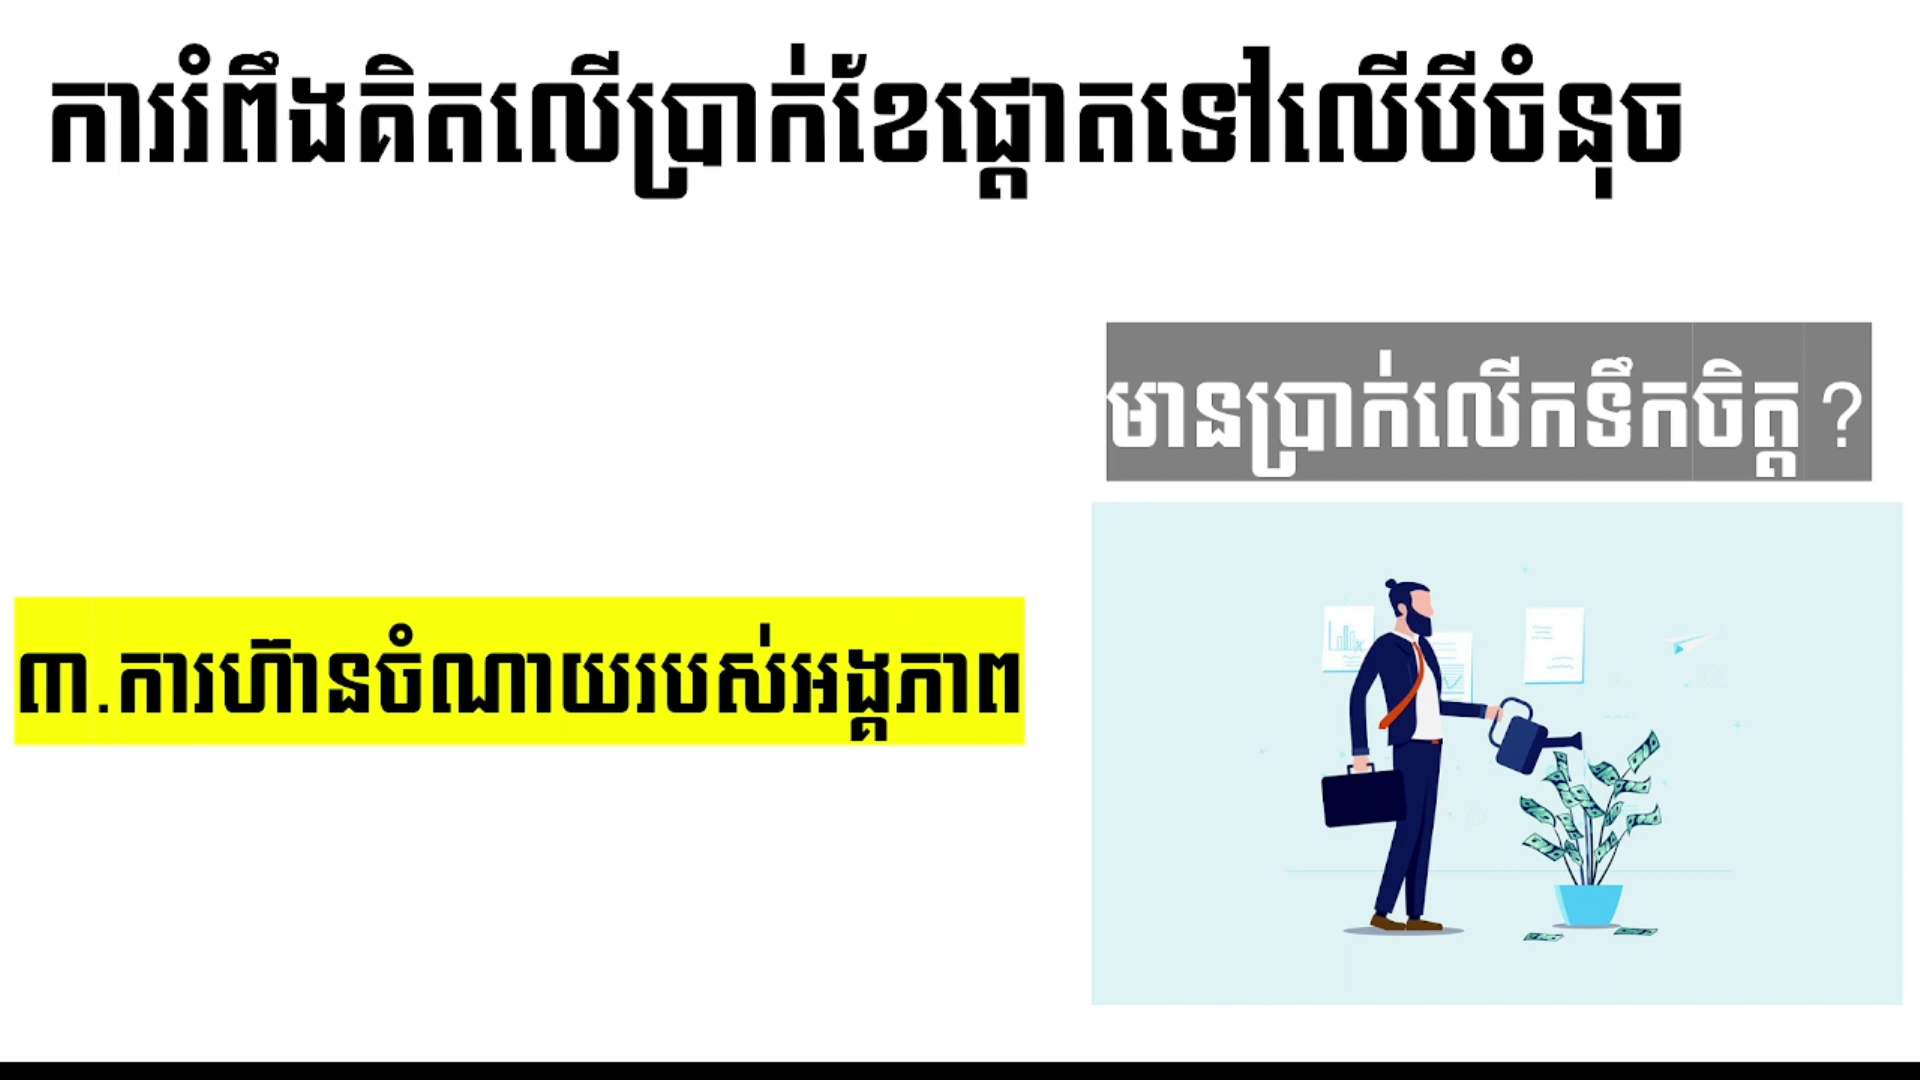 ការរំពឹងគិតលើប្រាក់ខែផ្តោតទៅលើបីចំនុច
មានប្រាក់លើកទឹកចិត្ត ?
៣.ការហ៊ានចំណាយរបស់អង្គភាព